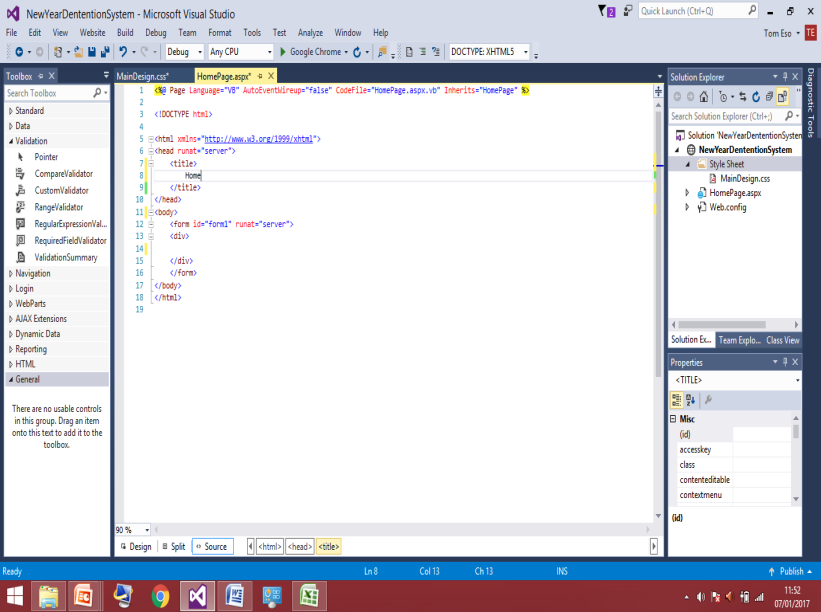 NewYearDententionSystem - Microsoft Visual Studio
2
Quick Launch (Ctrl+Q)
File Edit View Website Build Debug Team Format Tools Test Analyze Window Help
Tom Eso TE
Debug Any CPU Google Chrome DOCTYPE: XHTML5
Toolbox
MainDesign.css*
HomePage.aspx*
Search Toolbox
Standard
Data
Validation
Pointer
CompareValidator
CustomValidator
RangeValidator
RegularExpressionVal...
RequiredFieldValidator
ValidationSummary
Navigation
Login
WebParts
AJAX Extensions
Dynamic Data
Reporting
HTML
General
There are no usable controls
in this group. Drag an item
onto this text to add it to the
toolbox.
1 <%@ Page Language="VB" AutoEventWireup="false" CodeFile="HomePage.aspx.vb" Inherits="HomePage" %>
2
3 <!DOCTYPE html>
4
5 <html xmlns="http://www.w3.org/1999/xhtml">
6 <head runat="server">
7 <title>
8 Home
9 </title>
10 </head>
11 <body>
12 <form id="form1" runat="server">
13 <div>
14
15 </div>
16 </form>
17 </body>
18 </html>
19
90 %
Design Split Source <html> <head> <title>
Solution Explorer
Search Solution Explorer (Ctrl+;)
Solution 'NewYearDententionSysten
NewYearDententionSystem
Style Sheet
MainDesign.css
HomePage.aspx
Web.config
Solution Ex... Team Explo... Class View
Properties
<TITLE>
Misc
(id)
accesskey
class
contenteditable
contextmenu
(id)
Diagnostic Tools
Ready Ln 8 Col 13 Ch 13 INS Publish
11:52
07/01/2017